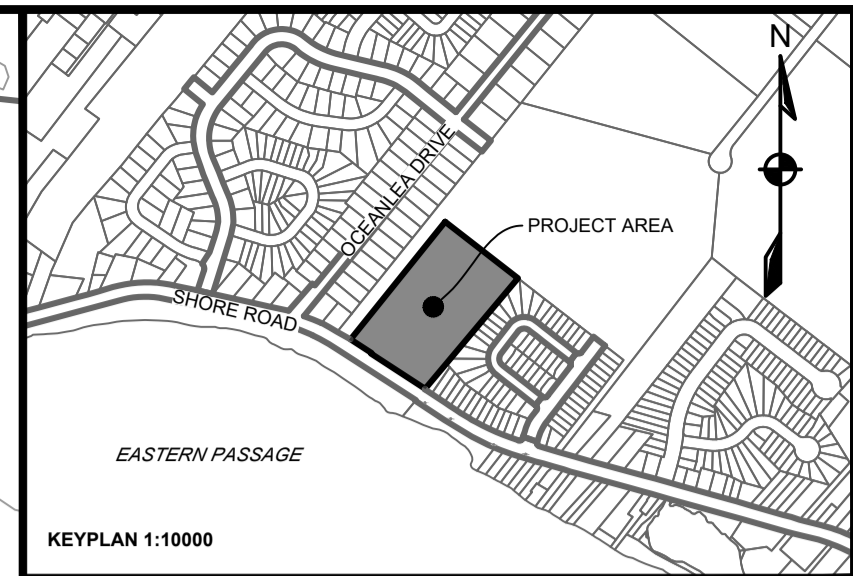 N
OCEANLEA DRIVE
PROJECT AREA
SHORE ROAD
EASTERN PASSAGE
KEYPLAN 1:10000